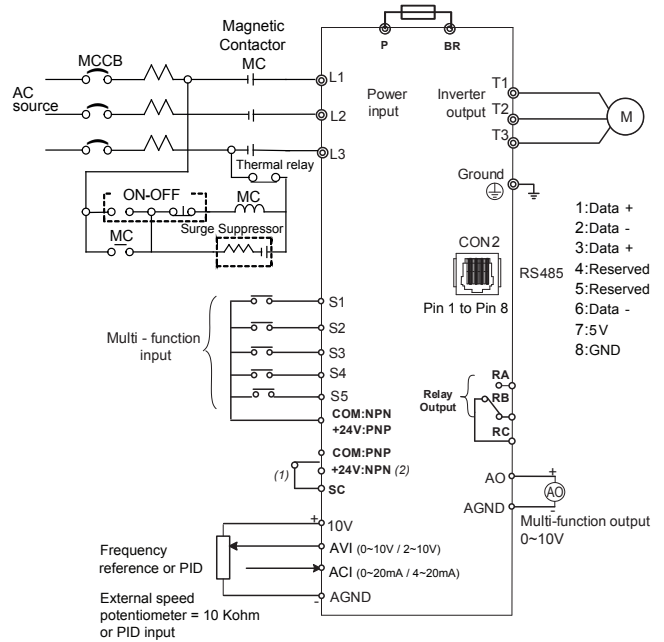 P
BR
Magnetic
Contactor
MCCB
MC
L1
Power
input
Inverter
output
T1
T2
T3
M
AC
source
L2
L3
Thermal relay
Ground
ON-OFF
MC
Surge Suppressor
MC
CON2
RS485
Pin 1 to Pin 8
1:Data +
2:Data -
3:Data +
4:Reserved
5:Reserved
6:Data -
7:5V
8:GND
Multi - function
input
S1
S2
S3
S4
S5
COM:NPN
+24V:PNP
COM:PNP
+24V:NPN (2)
(1)
SC
Relay
Output
RA
RB
RC
AO
+
AO
-
AGND
Multi-function output
0~10V
+
10V
AVI (0~10V / 2~10V)
ACI (0~20mA / 4~20mA)
-
AGND
Frequency
reference or PID
External speed
potentiometer = 10 Kohm
or PID input